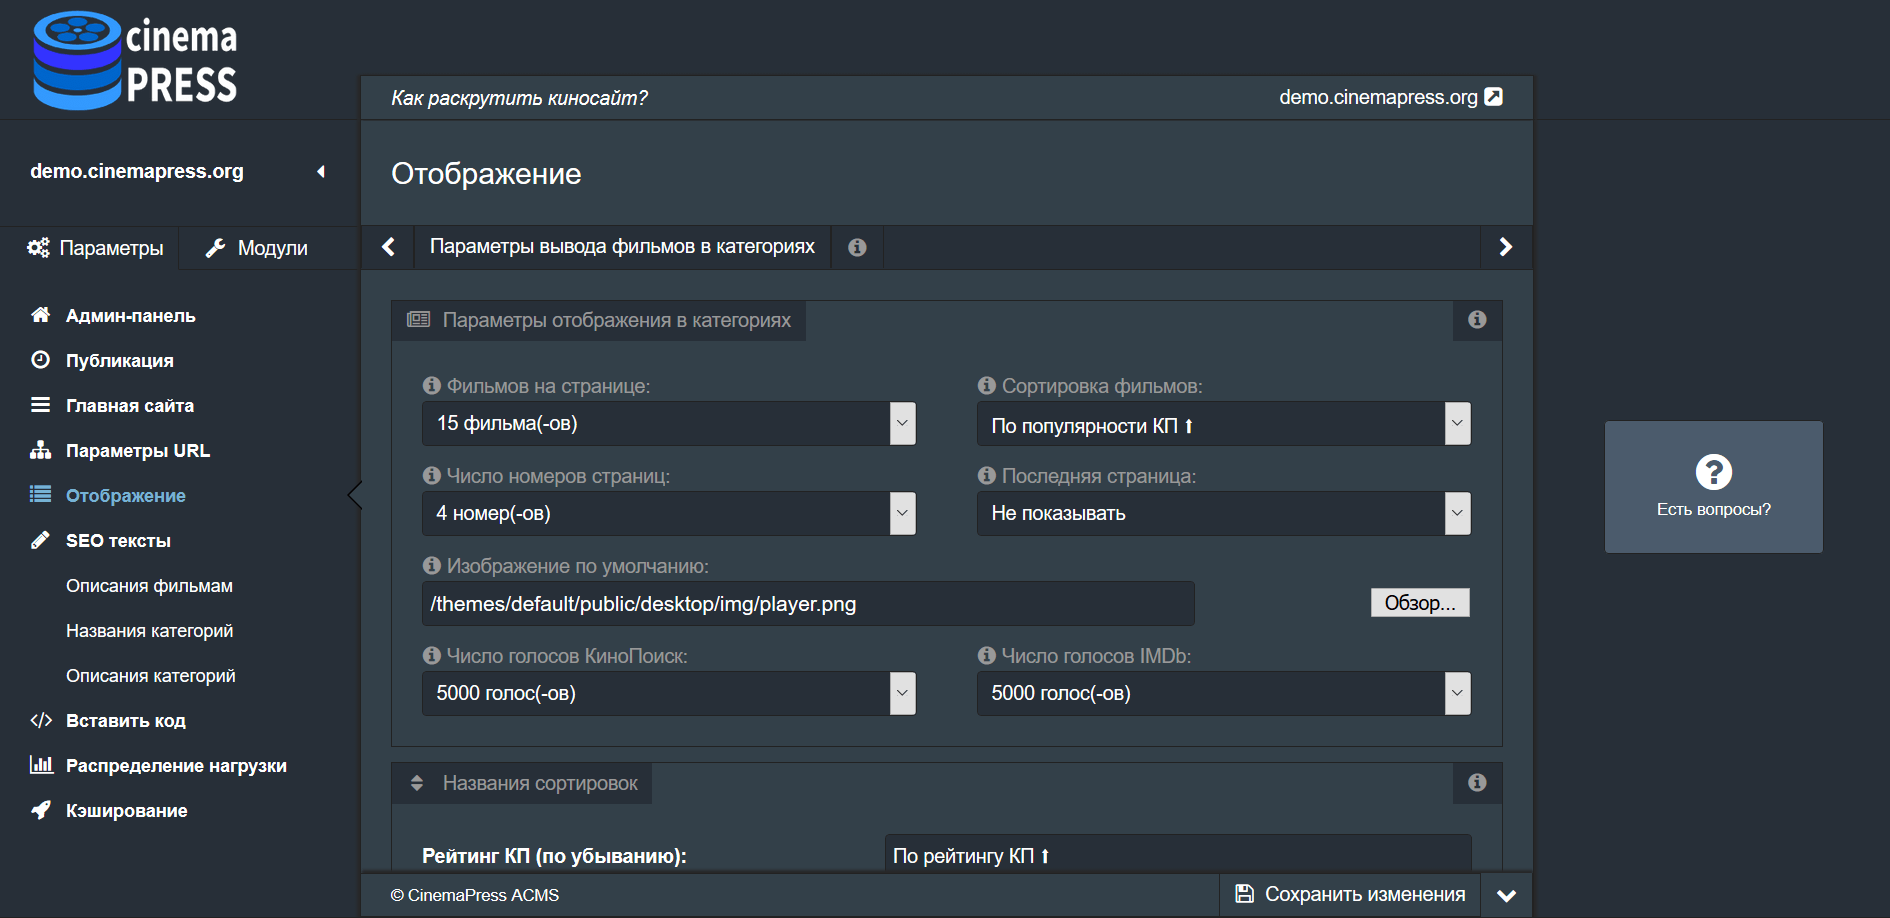 cinema
PRESS
Как раскрутить киносайт?
demo.cinemapress.org
demo.cinemapress.org
Отображение
Параметры
Модули
Параметры вывода фильмов в категориях
Админ-панель
Публикация
Главная сайта
Параметры URL
Отображение
SEO тексты
Описания фильмам
Названия категорий
Описания категорий
Вставить код
Распределение нагрузки
Кэширование
Параметры отображения в категориях
Фильмов на странице:
15 фильма(-ов)
Сортировка фильмов:
По популярности КП ⬆
Число номеров страниц:
4 номер(-ов)
Последняя страница:
Не показывать
Изображение по умолчанию:
/themes/default/public/desktop/img/player.png
Обзор...
Число голосов КиноПоиск:
5000 голос(-ов)
Число голосов IMDb:
5000 голос(-ов)
Названия сортировок
Рейтинг КП (по убыванию):
По рейтингу КП ⬆
© CinemaPress ACMS
Сохранить изменения
Есть вопросы?